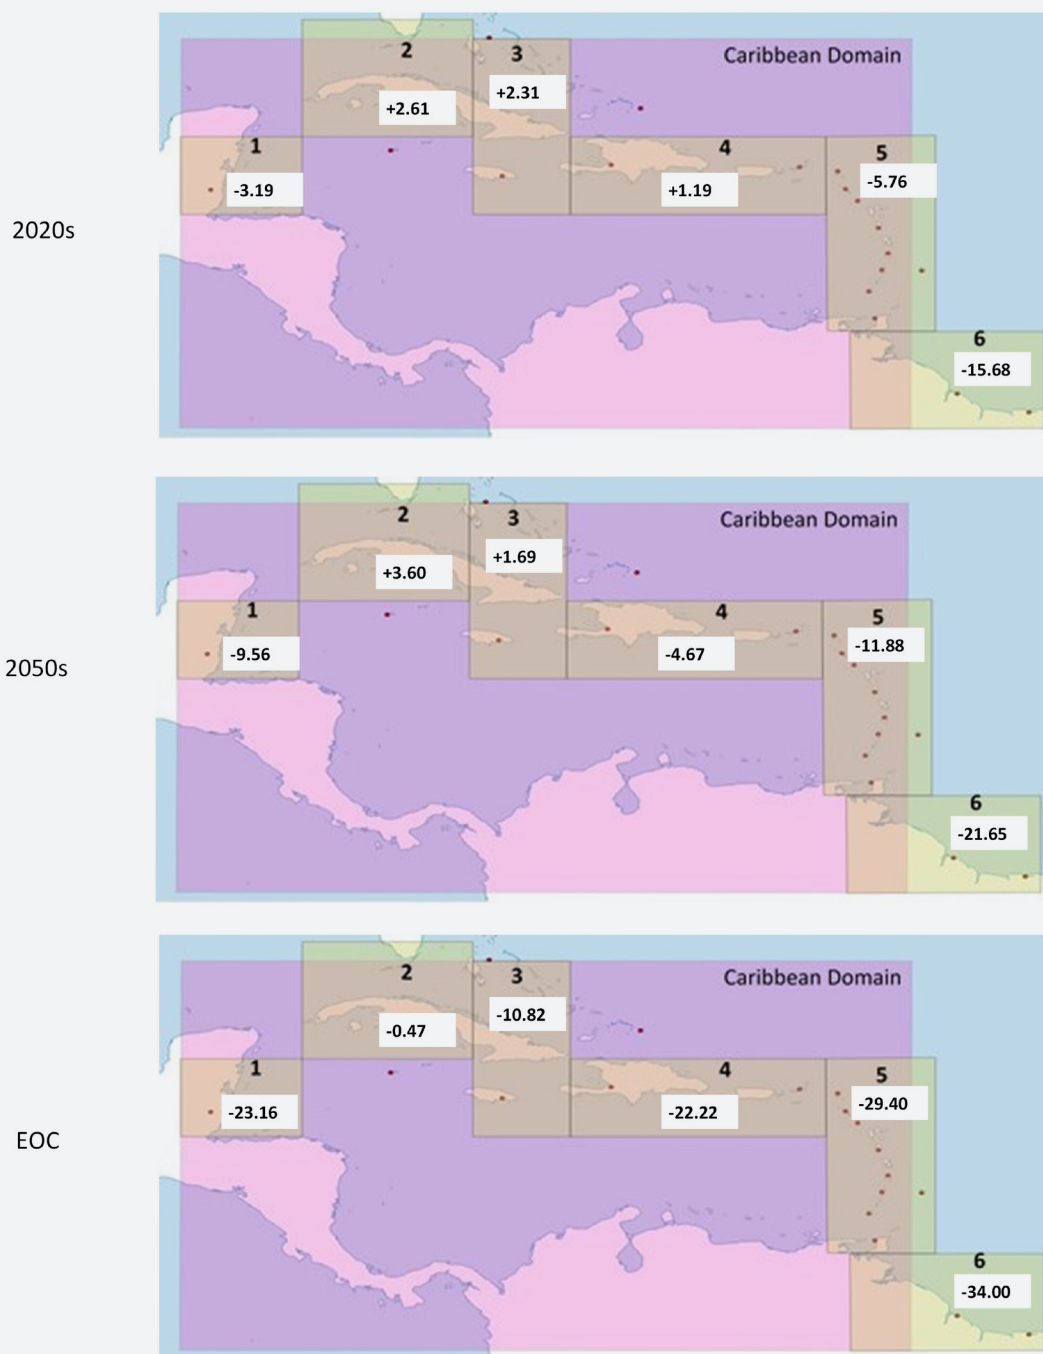 2 3 Caribbean Domain
+2.61 +2.31
1 4 5
-3.19 +1.19 -5.76
2020s
6
-15.68
2 3 Caribbean Domain
+3.60 +1.69
1 4 5
-9.56 -4.67 -11.88
2050s
6
-21.65
2 3 Caribbean Domain
-0.47 -10.82
1 4 5
-23.16 -22.22 -29.40
EOC
6
-34.00